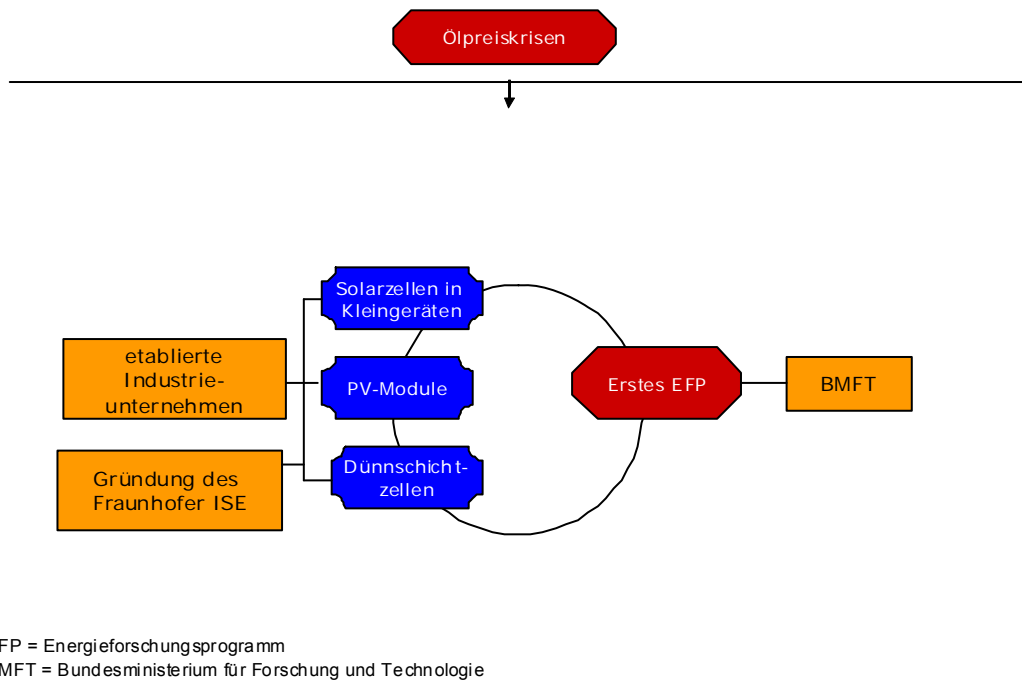 Ölpreiskrisen
Solarzellen in
Kleingeräten
etablierte
Industrie-
unternehmen
PV-Module
Erstes EFP
BMFT
Gründung des
Fraunhofer ISE
Dünnschicht-
zellen
FP = Energieforschungsprogramm
MFT = Bundesministerium für Forschung und Technologie